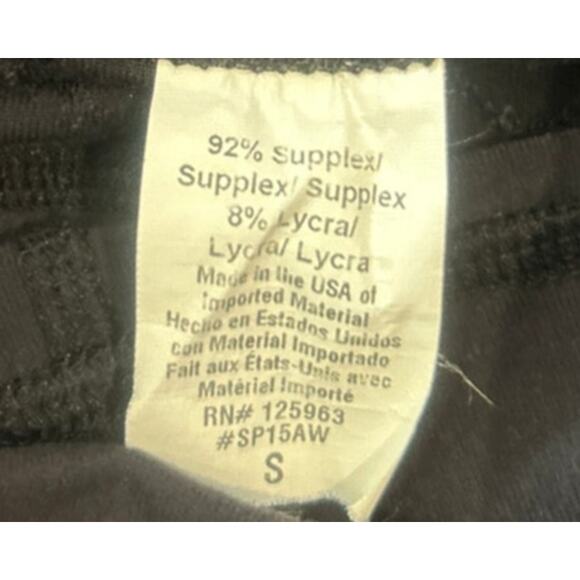 92% Supplex/
Supplex/ Supplex
8% Lycra/
Lycra/ Lycra
Made in the USA of
Imported Material
Hecho en Estados Unidos
con Material Importado
Fait aux États-Unis avec
Matérial Importé
RN# 125963
#SP15AW
S